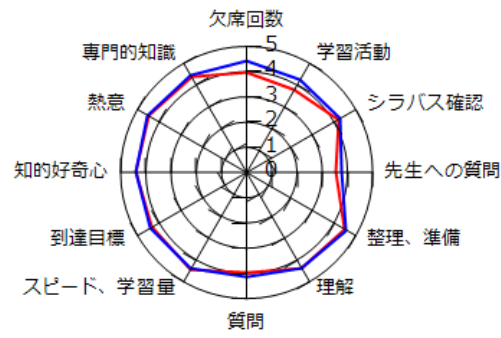 欠席回数
学習活動
シラバス確認
先生への質問
整理、準備
理解
質問
スピード、学習量
到達目標
知的好奇心
熱意
専門的知識
5
4
3
2
1
0